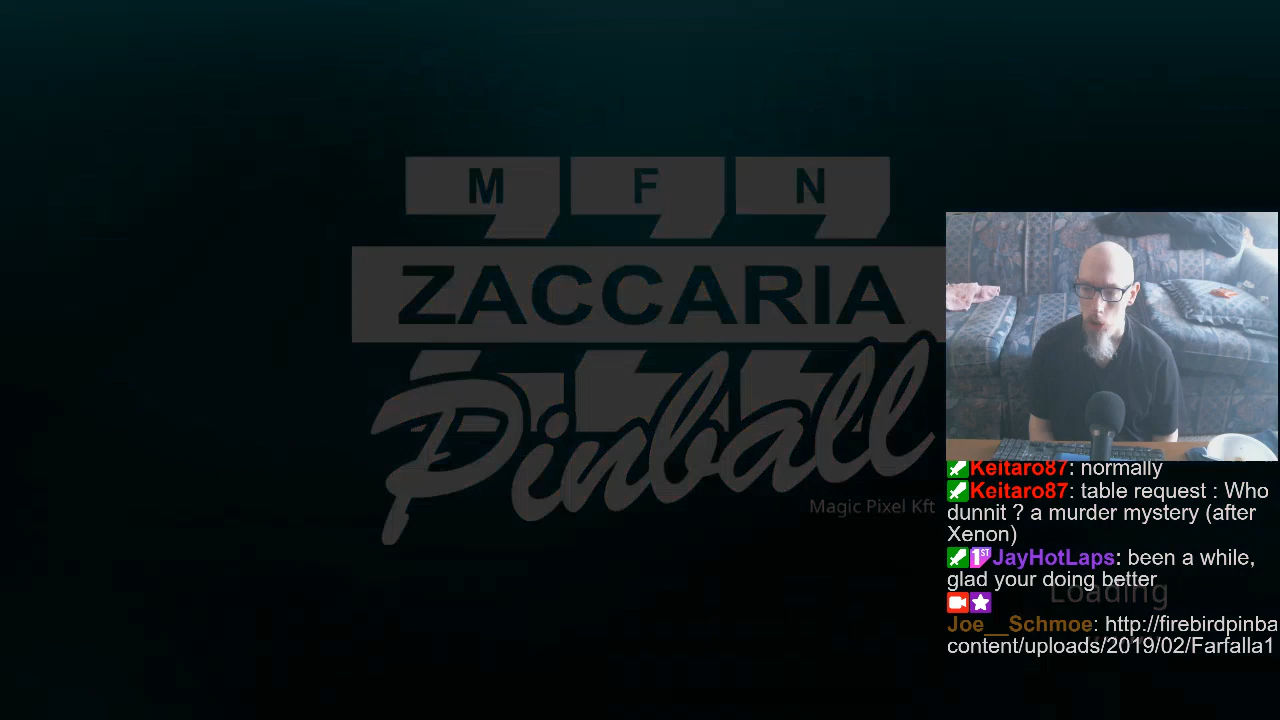 M F N
ZACCARIA
Pinball
Magic Pixel Kft
Loading
Keitaro87: normally
Keitaro87: table request : Who
dunnit ? a murder mystery (after
Xenon)
1ST JayHotLaps: been a while,
glad your doing better
Joe__Schmoe: http://firebirdpinba
content/uploads/2019/02/Farfalla1